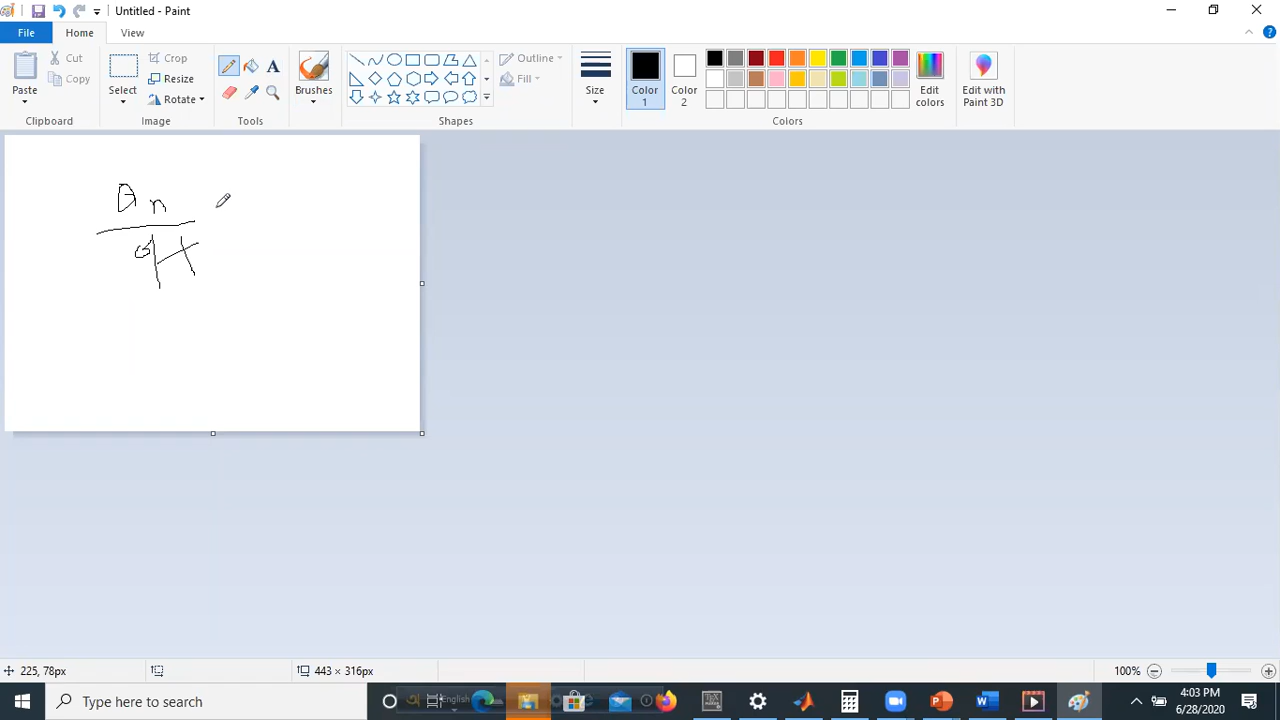 Untitled - Paint
File Home View
Paste
Cut
Copy
Clipboard
Select
Crop
Resize
Rotate
Image
Tools
Brushes
Shapes
Outline
Fill
Size
Color 1
Color 2
Edit colors
Colors
Edit with Paint 3D
225, 78px
443 × 316px
100%
Type here to search
English
4:03 PM
6/28/2020